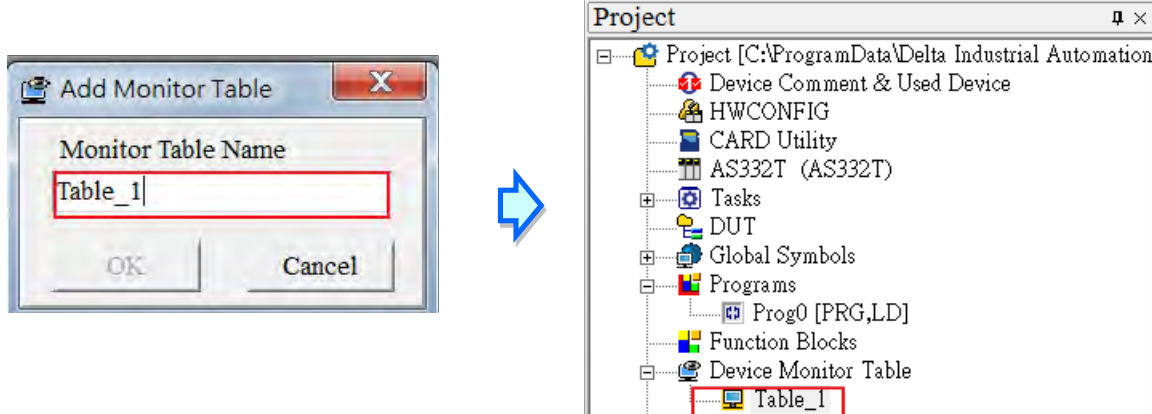 Add Monitor Table
Monitor Table Name
Table_1
OK
Cancel
Project
Project [C:\ProgramData\Delta Industrial Automation
Device Comment & Used Device
HWCONFIG
CARD Utility
AS332T (AS332T)
Tasks
DUT
Global Symbols
Programs
Prog0 [PRG,LD]
Function Blocks
Device Monitor Table
Table_1